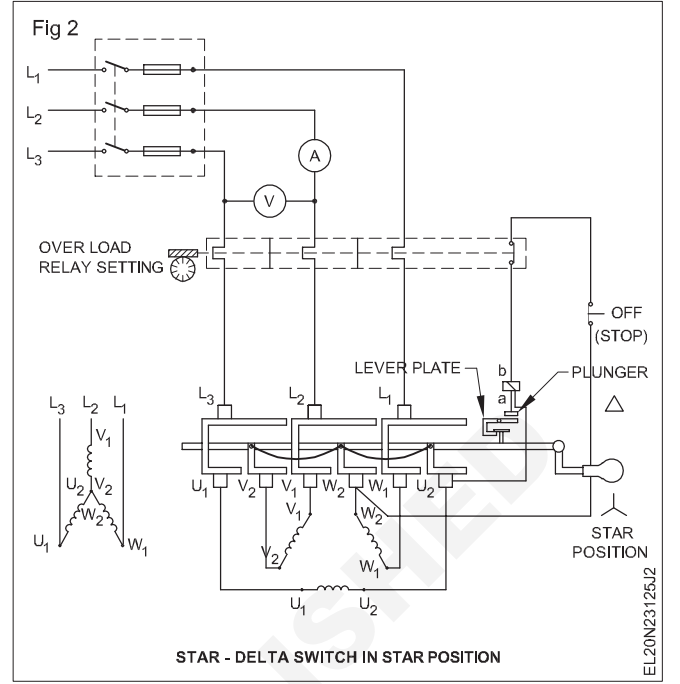 Fig 2
L1
L2
L3
A
V
OVER LOAD
RELAY SETTING
OFF
(STOP)
LEVER PLATE
b
a
PLUNGER
L3 L2 L1
L3 L2 L1
V1
U2 V2
W2
U1 W1
U1 V2 V1 W2 W1 U2
V1 W2
V2 W1
U1 U2
STAR
POSITION
STAR - DELTA SWITCH IN STAR POSITION
EL20N23125J2
ISHED